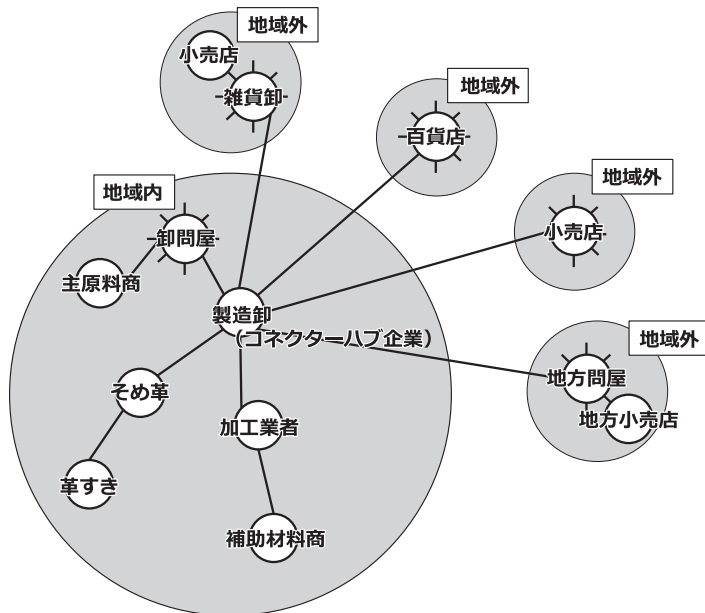 地域外
小売店
雑貨卸
地域外
百貨店
地域外
小売店
地域内
卸問屋
主原料商
製造卸
(コネクターハブ企業)
地域外
地方問屋
地方小売店
そめ革
加工業者
革すき
補助材料商